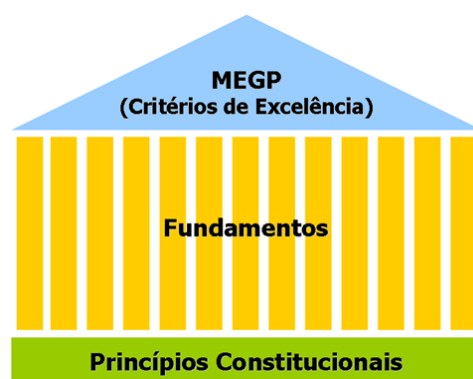 MEGP
(Critérios de Excelência)
Fundamentos
Princípios Constitucionais